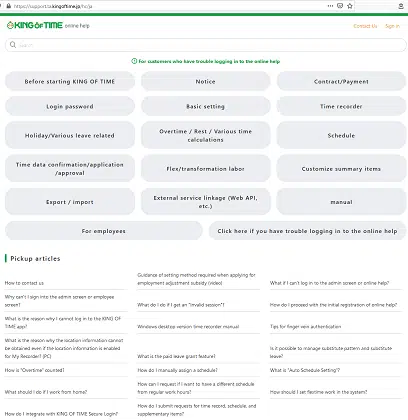 https://support.ta.kingoftime.jp/hc/ja
KING OF TIME online help
Contact Us
Sign in
Search
For customers who have trouble logging in to the online help
Before starting KING OF TIME
Notice
Contract/Payment
Login password
Basic setting
Time recorder
Holiday/Various leave related
Overtime / Rest / Various time
calculations
Schedule
Time data confirmation/application
/approval
Flex/transformation labor
Customize summary items
Export / import
External service linkage (Web API,
etc.)
manual
For employees
Click here if you have trouble logging in to the online help
Pickup articles
How to contact us
Guidance of setting method required when applying for
employment adjustment subsidy (video)
What if I can't log in to the admin screen or online help?
Why can't I sign into the admin screen or employee
screen?
What do I do if I get an "Invalid session"?
How do I proceed with the initial registration of online help?
What is the reason why I cannot log in to the KING OF
TIME app?
Windows desktop version time recorder manual
Tips for finger vein authentication
What is the reason why the location information cannot
be obtained even if the location information is enabled
for My Recorder? [PC]
What is the paid leave grant feature?
Is it possible to manage substitute pattern and substitute
leave?
How is "Overtime" counted?
How do I manually assign a schedule?
What is "Auto Schedule Setting"?
What should I do if I work from home?
How can I request if I want to have a different schedule
from regular work hours?
How should I set flextime work in the system?
How do I integrate with KING OF TIME Secure Login?
How do I submit requests for time record, schedule, and
supplementary items?